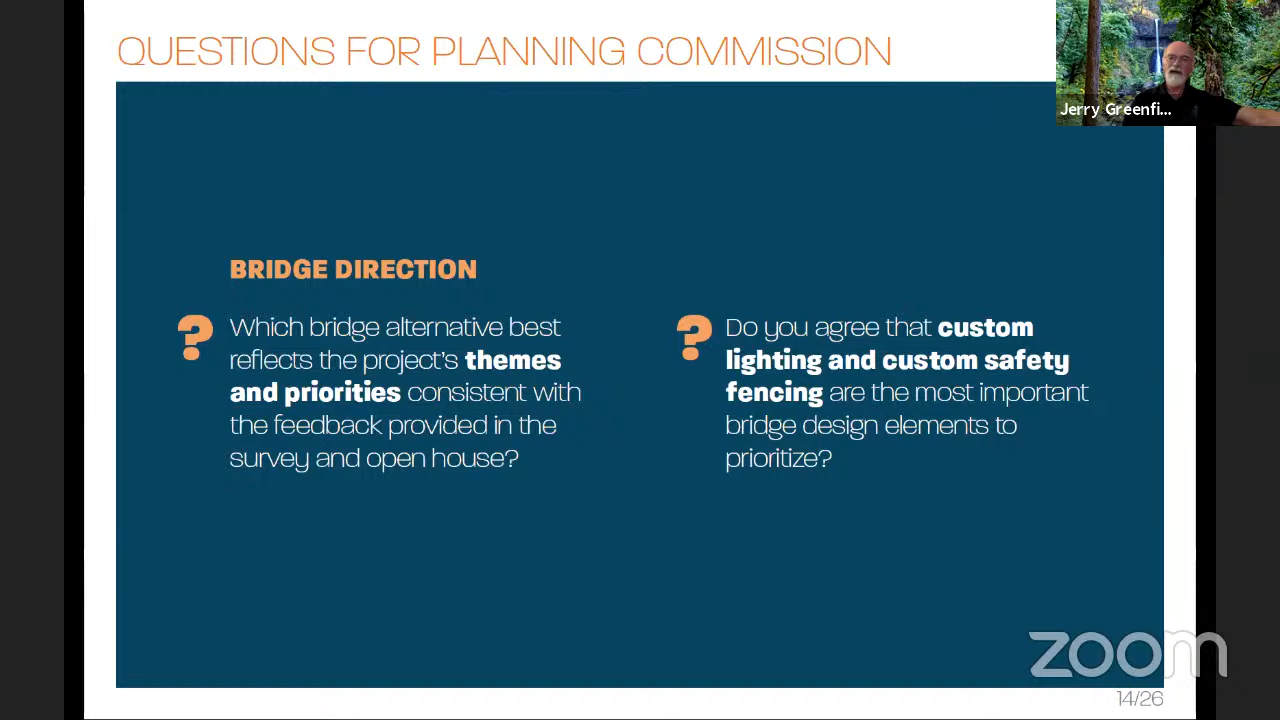 QUESTIONS FOR PLANNING COMMISSION
Jerry Greenfi...
BRIDGE DIRECTION
?
Which bridge alternative best
reflects the project's themes
and priorities consistent with
the feedback provided in the
survey and open house?
?
Do you agree that custom
lighting and custom safety
fencing are the most important
bridge design elements to
prioritize?
zoom
14/26